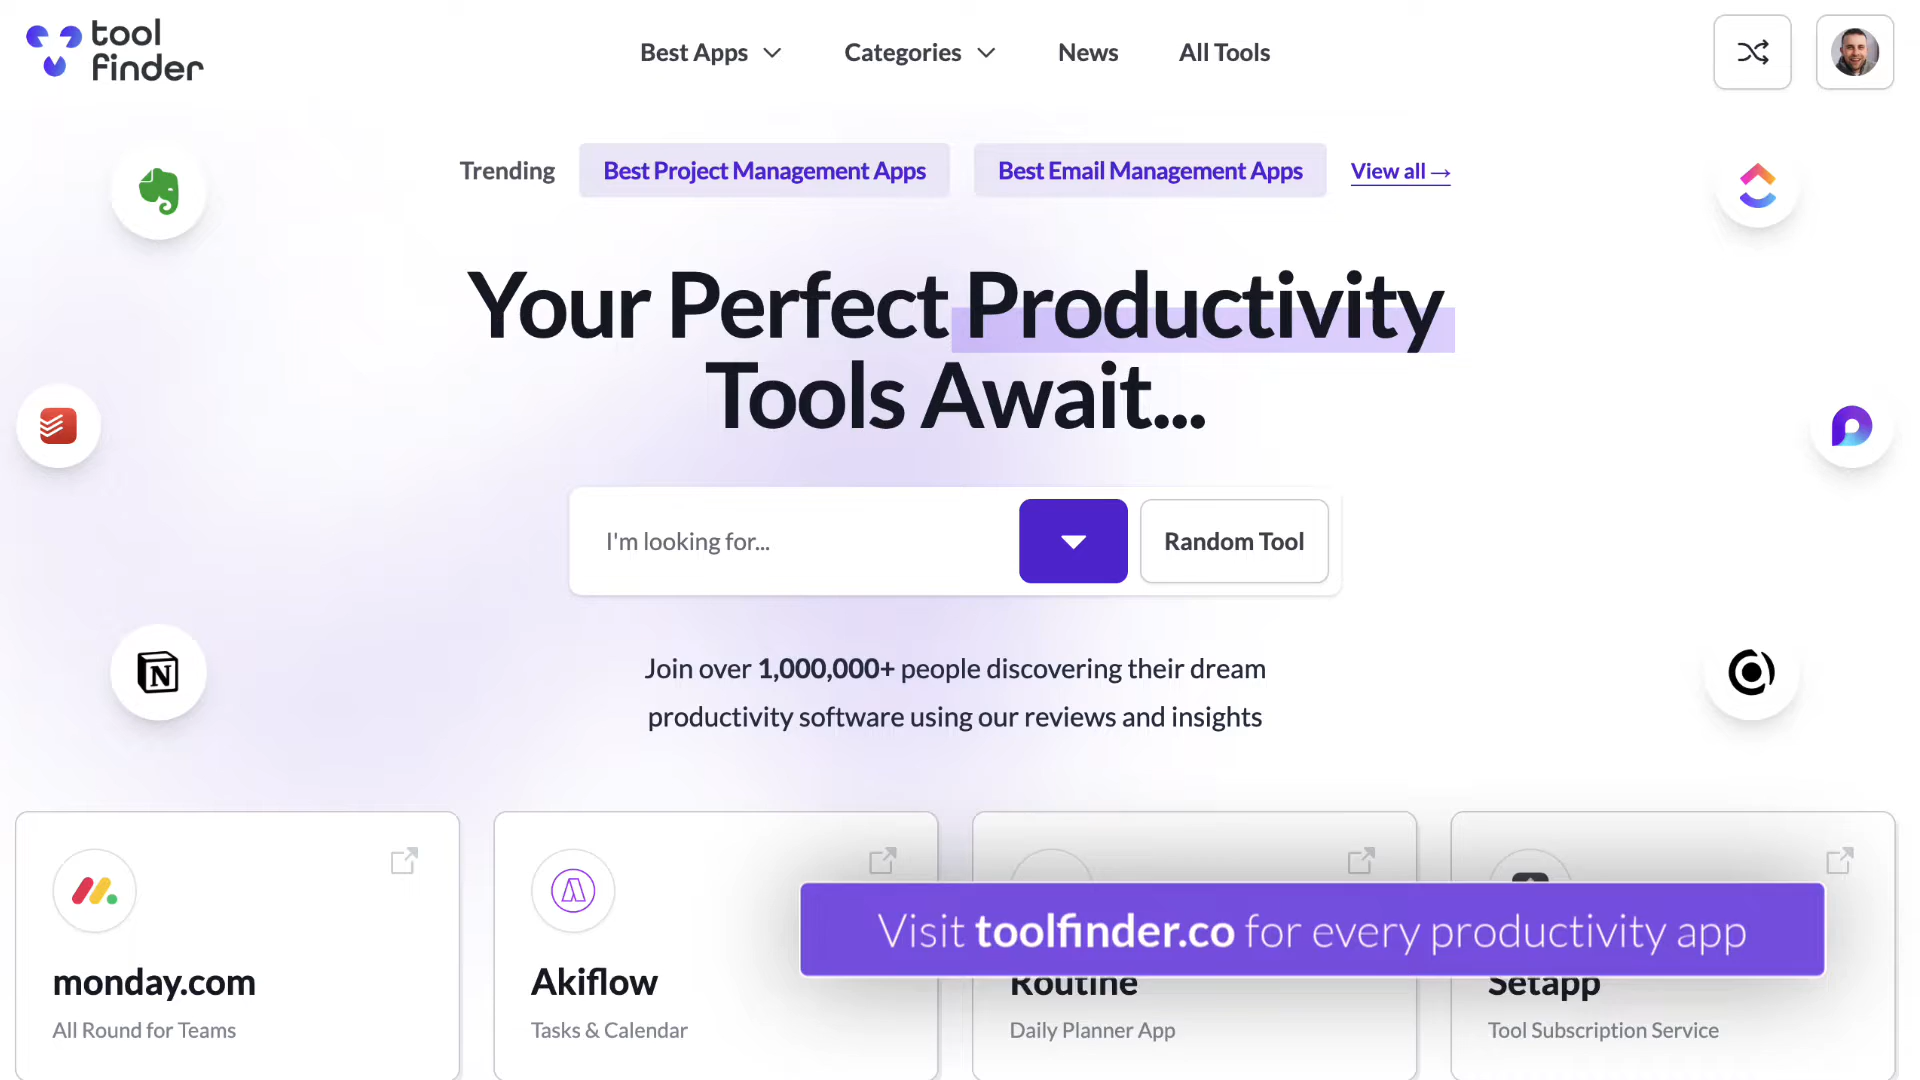 tool
finder
Best Apps
Categories
News
All Tools
Trending
Best Project Management Apps
Best Email Management Apps
View all →
Your Perfect Productivity
Tools Await...
I'm looking for...
Random Tool
N
Join over 1,000,000+ people discovering their dream
productivity software using our reviews and insights
Visit toolfinder.co for every productivity app
monday.com
All Round for Teams
Akiflow
Tasks & Calendar
Routine
Daily Planner App
Setapp
Tool Subscription Service